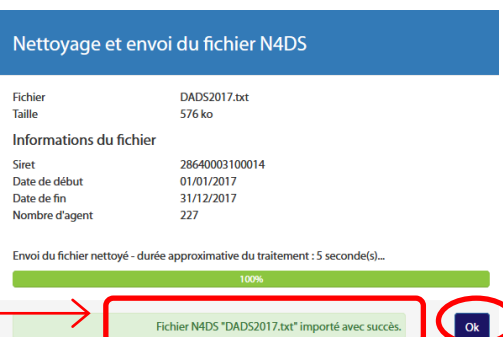 Nettoyage et envoi du fichier N4DS
Fichier DADS2017.txt
Taille 576 ko
Informations du fichier
Siret 28640003100014
Date de début 01/01/2017
Date de fin 31/12/2017
Nombre d'agent 227
Envoi du fichier nettoyé - durée approximative du traitement : 5 seconde(s)...
100%
Fichier N4DS "DADS2017.txt" importé avec succès.
Ok